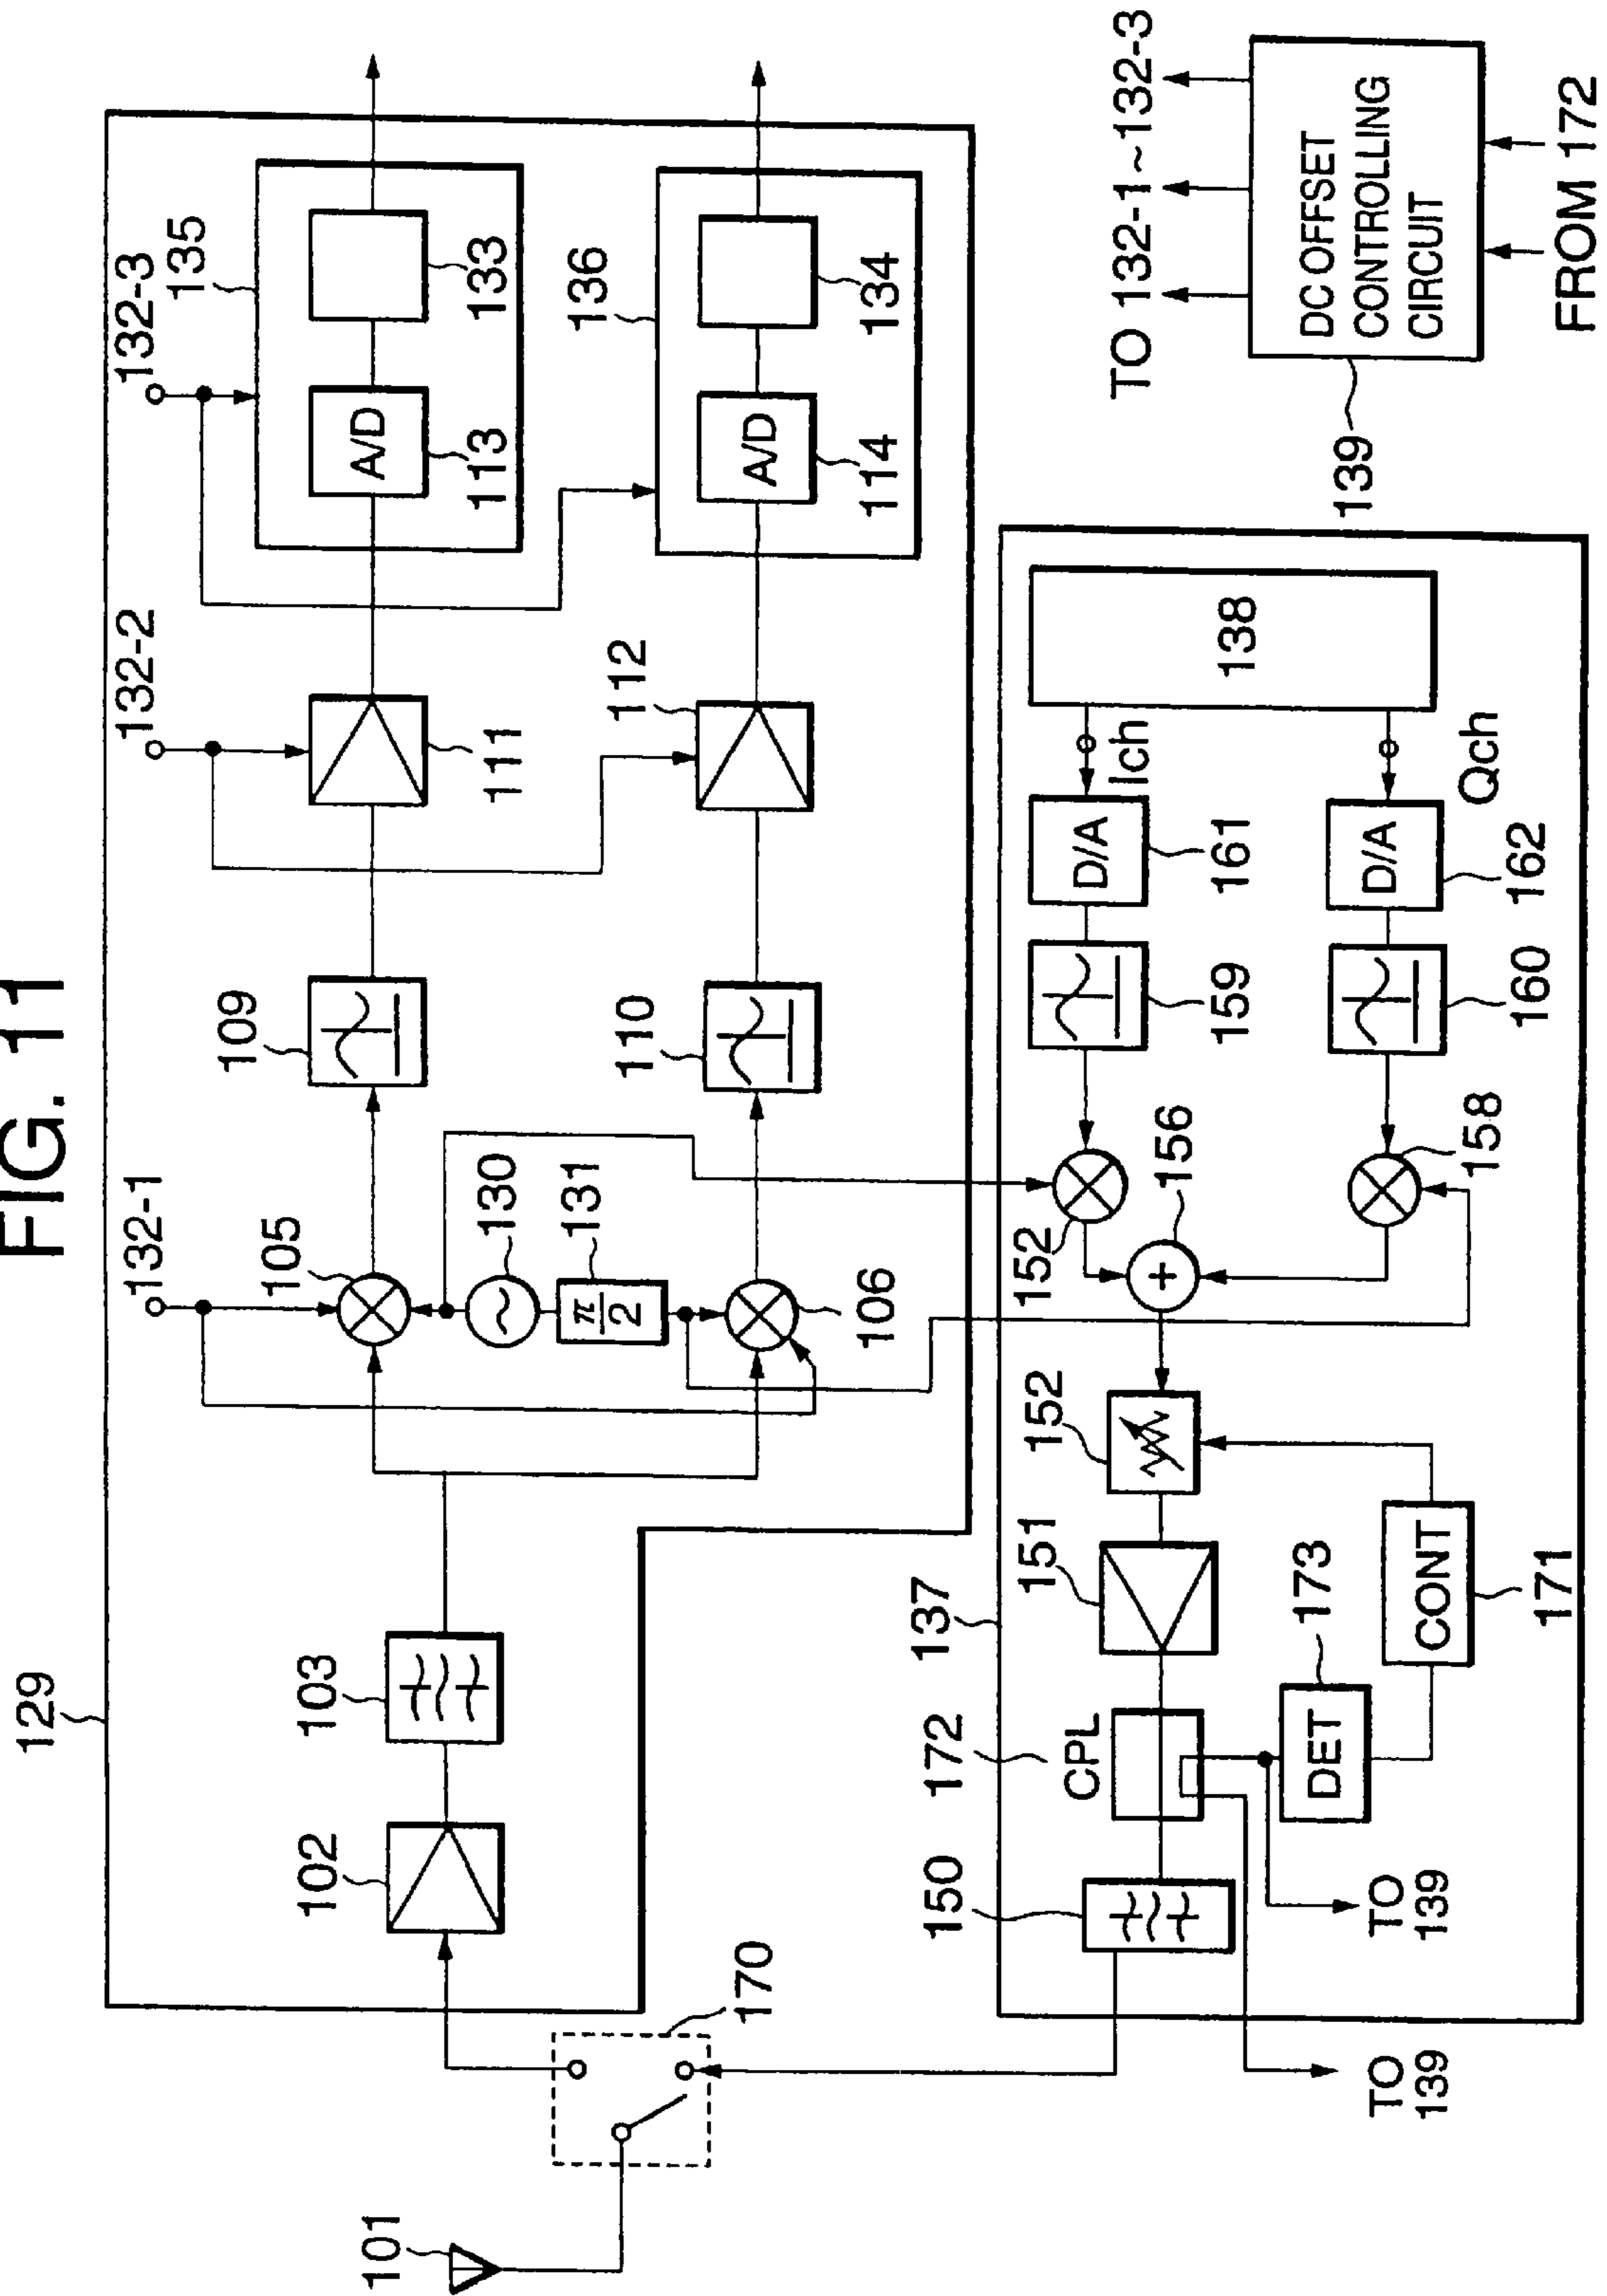 FIG. 11
129
132-1
132-2
132-3
135
105
109
111
113
A/D
133
102
103
130
131
π/2
106
110
112
136
A/D
114
134
101
170
137
150
172
CPL
151
152
152
156
159
161
D/A
Ich
138
TO
139
TO
139
DET
173
CONT
171
158
160
162
D/A
Qch
139
TO 132-1~132-3
DC OFFSET
CONTROLLING
CIRCUIT
FROM 172